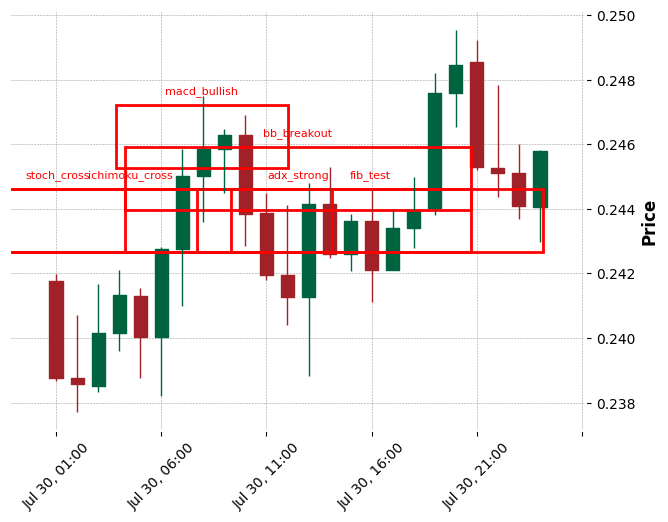 0.250
0.248
macd_bullish
0.246
bb_breakout
stoch_cross
ichimoku_cross
adx_strong
fib_test
0.244
0.242
0.240
0.238
Price
Jul 30, 01:00
Jul 30, 06:00
Jul 30, 11:00
Jul 30, 16:00
Jul 30, 21:00